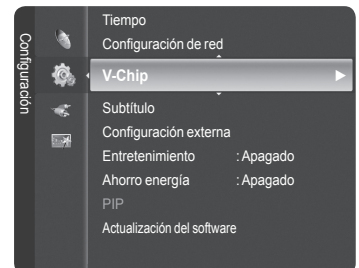 Configuración
Tiempo
Configuración de red
V-Chip
Subtítulo
Configuración externa
Entretenimiento : Apagado
Ahorro energía : Apagado
PIP
Actualización del software